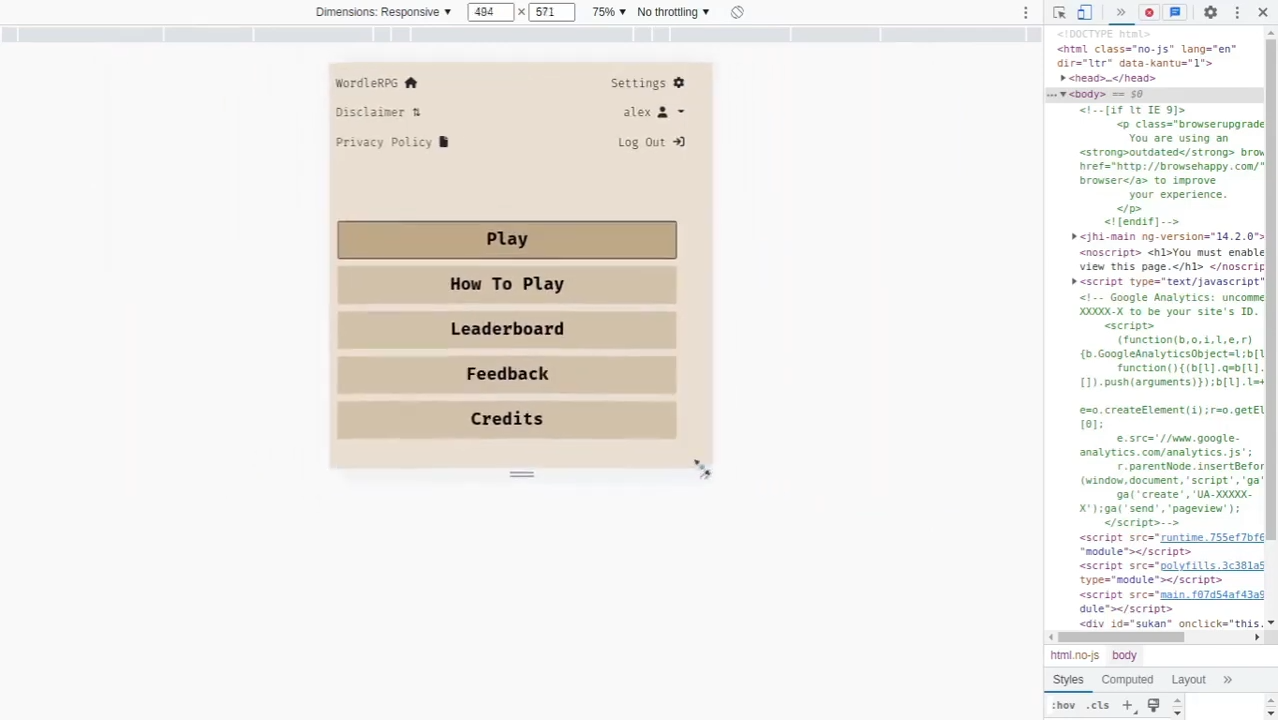 Dimensions: Responsive ▼ 494 × 571 75% ▼ No throttling ▼
WordleRPG
Settings
Disclaimer
alex
Privacy Policy
Log Out
Play
How To Play
Leaderboard
Feedback
Credits
<!DOCTYPE html>
<html class="no-js" lang="en"
dir="ltr" data-kantu="1">
<head>…</head>
<body> == $0
<!--[if lt IE 9]>
<p class="browserupgrade
You are using an
<strong>outdated</strong> brow
href="http://browsehappy.com/"
browser</a> to improve
your experience.
</p>
<![endif]-->
<jhi-main ng-version="14.2.0">
<noscript> <h1>You must enable
view this page.</h1> </noscrip
<script type="text/javascript"
<!-- Google Analytics: uncomme
XXXXX-X to be your site's ID.
<script>
(function(b,o,i,l,e,r)
{b.GoogleAnalyticsObject=l;b[l
function(){(b[l].q=b[l].
[]).push(arguments)});b[l].l=+
e=o.createElement(i);r=o.getEl
[0];
e.src='//www.google-
analytics.com/analytics.js';
r.parentNode.insertBefor
(window,document,'script','ga'
ga('create','UA-XXXXX-
X');ga('send','pageview');
</script>-->
<script src="runtime.755ef7bf6
"module"></script>
<script src="polyfills.3c381a5
type="module"></script>
<script src="main.f07d54af43a9
dule"></script>
<div id="sukan" onclick="this.
html.no-js body
Styles Computed Layout »
:hov .cls +